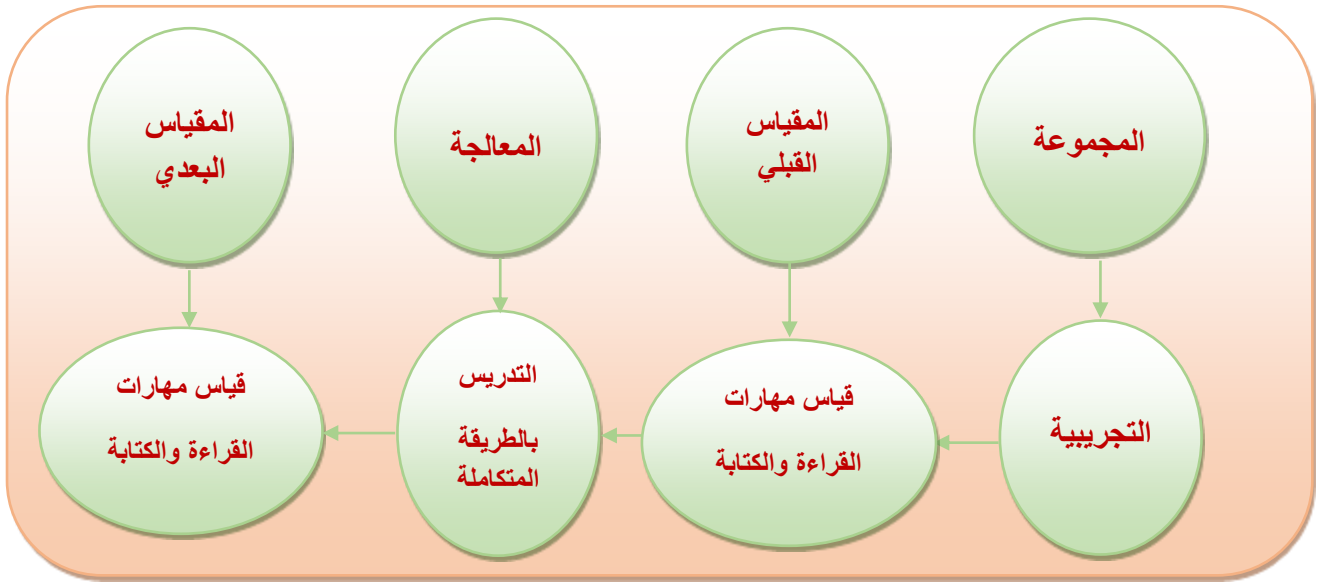 المجموعة
المقياس
القبلي
المعالجة
المقياس
البعدي
التجريبية
قياس مهارات
القراءة والكتابة
التدريس
بالطريقة
المتكاملة
قياس مهارات
القراءة والكتابة